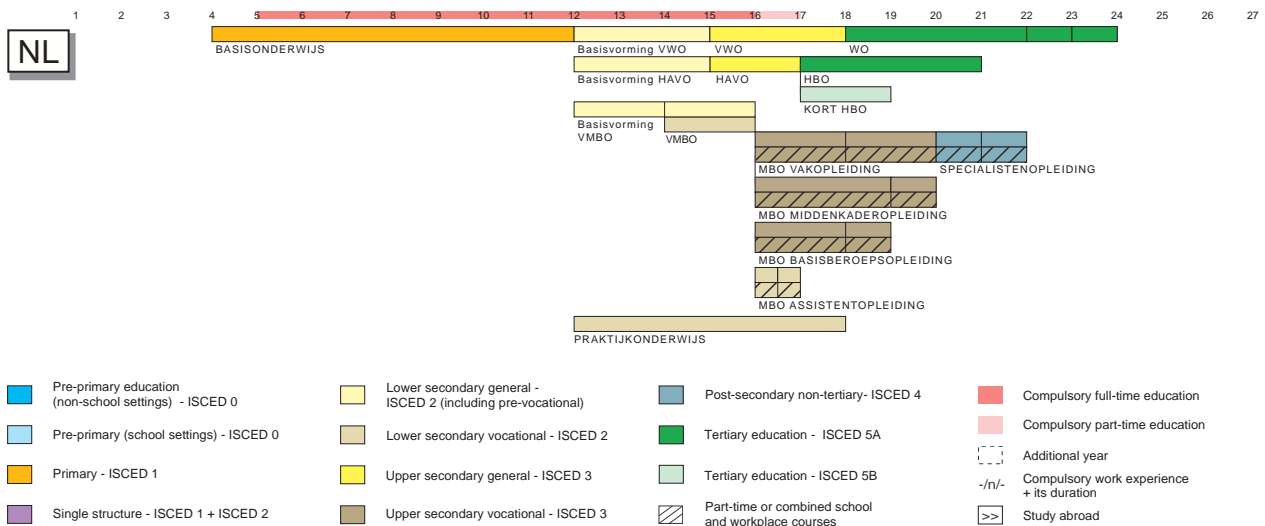 1 2 3 4 5 6 7 8 9 10 11 12 13 14 15 16 17 18 19 20 21 22 23 24 25 26 27
NL
BASISONDERWIJS Basisvorming VWO VWO WO
Basisvorming HAVO HAVO HBO
KORT HBO
Basisvorming
VMBO VMBO
MBO VAKOPLEIDING SPECIALISTENOPLEIDING
MBO MIDDENKADEROPLEIDING
MBO BASISBEROEPSOPLEIDING
MBO ASSISTENTOPLEIDING
PRAKTIJKONDERWIJS
Pre-primary education
(non-school settings) - ISCED 0
Pre-primary (school settings) - ISCED 0
Primary - ISCED 1
Single structure - ISCED 1 + ISCED 2
Lower secondary general -
ISCED 2 (including pre-vocational)
Lower secondary vocational - ISCED 2
Upper secondary general - ISCED 3
Upper secondary vocational - ISCED 3
Post-secondary non-tertiary- ISCED 4
Tertiary education - ISCED 5A
Tertiary education - ISCED 5B
Part-time or combined school
and workplace courses
Compulsory full-time education
Compulsory part-time education
Additional year
-/n/- Compulsory work experience
+ its duration
>> Study abroad